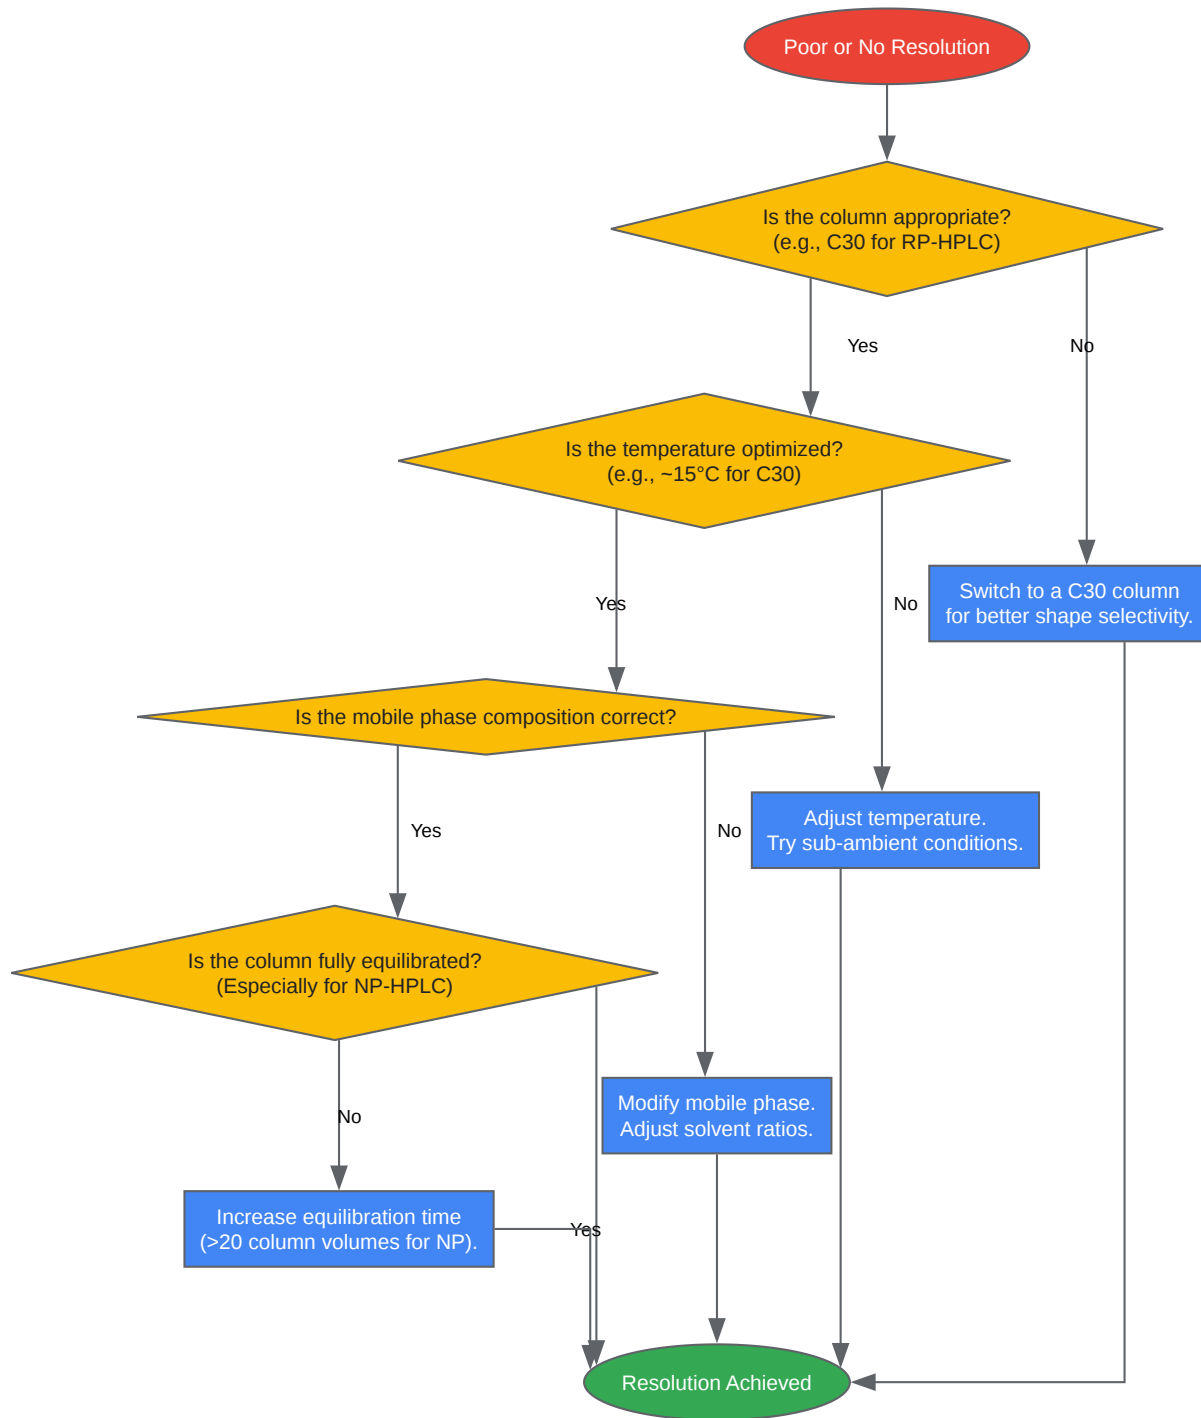 Poor or No Resolution
Is the column appropriate?
(e.g., C30 for RP-HPLC)
Yes
No
Is the temperature optimized?
(e.g., ~15°C for C30)
Yes
No
Switch to a C30 column
for better shape selectivity.
Is the mobile phase composition correct?
Yes
No
Adjust temperature.
Try sub-ambient conditions.
Is the column fully equilibrated?
(Especially for NP-HPLC)
No
Modify mobile phase.
Adjust solvent ratios.
Increase equilibration time
(>20 column volumes for NP).
Yes
Resolution Achieved